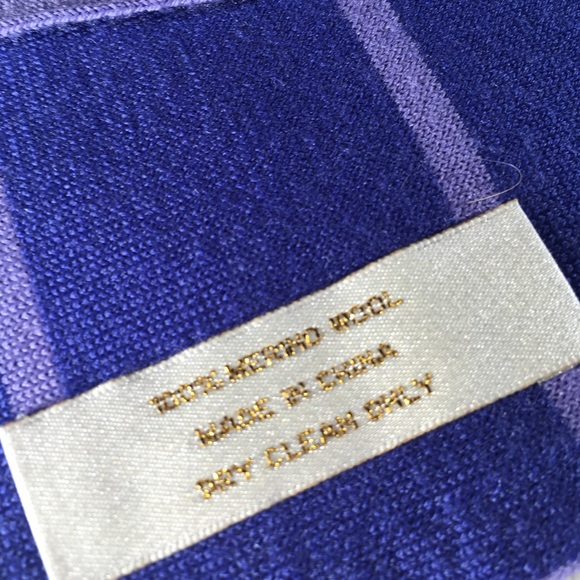 100% MERINO WOOL
MADE IN CHINA
DRY CLEAN ONLY